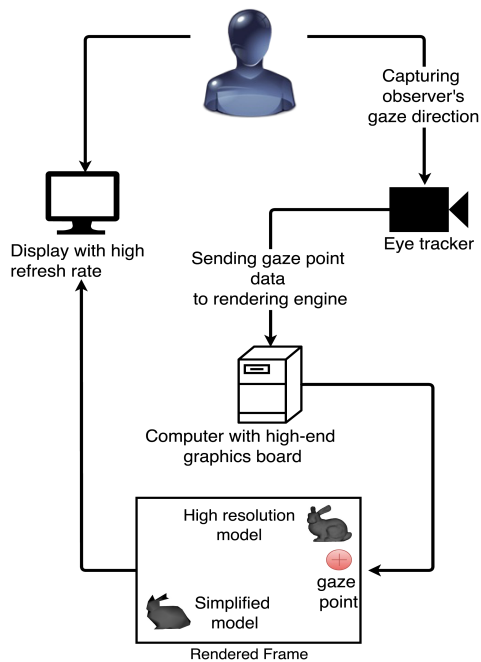 Capturing
observer's
gaze direction
Display with high
refresh rate
Eye tracker
Sending gaze point
data
to rendering engine
Computer with high-end
graphics board
High resolution
model
gaze
point
Simplified
model
Rendered Frame